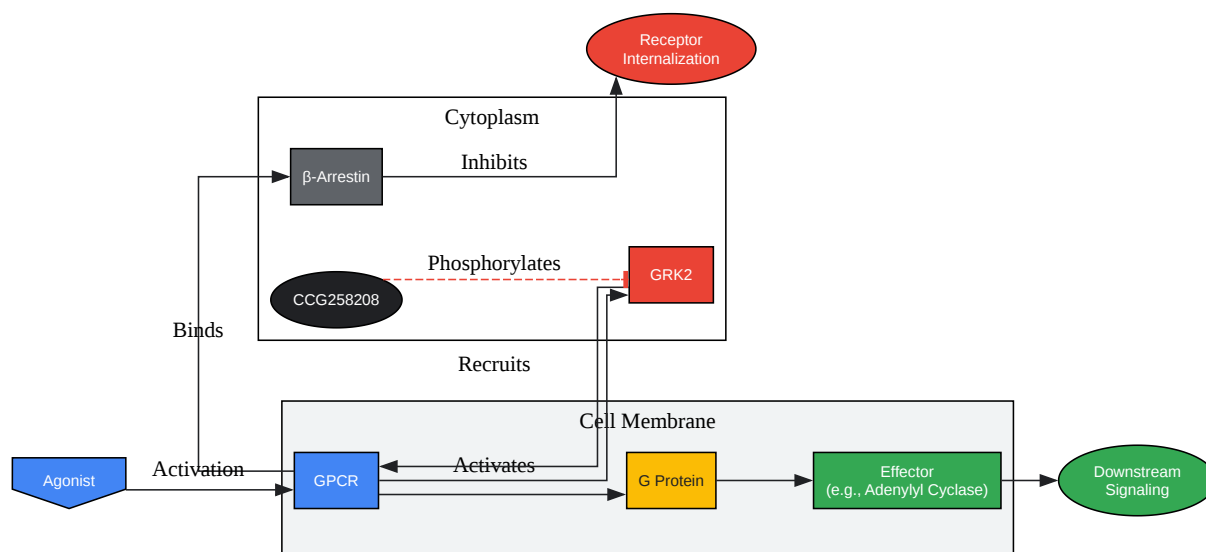 Receptor
Internalization
Cytoplasm
Inhibits
β-Arrestin
Phosphorylates
GRK2
CCG258208
Binds
Recruits
Cell Membrane
Activation
Activates
Agonist
GPCR
G Protein
Effector
(e.g., Adenylyl Cyclase)
Downstream
Signaling